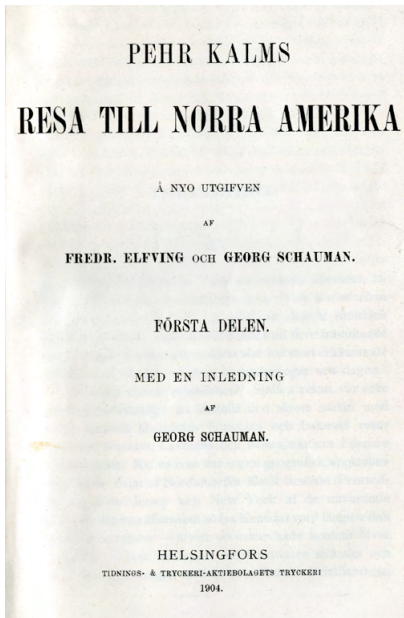 PEHR KALMS
RESA TILL NORRA AMERIKA
Å NYO UTGIFVEN
AF
FREDR. ELFVING OCH GEORG SCHAUMAN.
FÖRSTA DELEN.
MED EN INLEDNING
AF
GEORG SCHAUMAN.
HELSINGFORS
TIDNINGS- & TRYCKERI-AKTIEBOLAGETS TRYCKERI
1904.